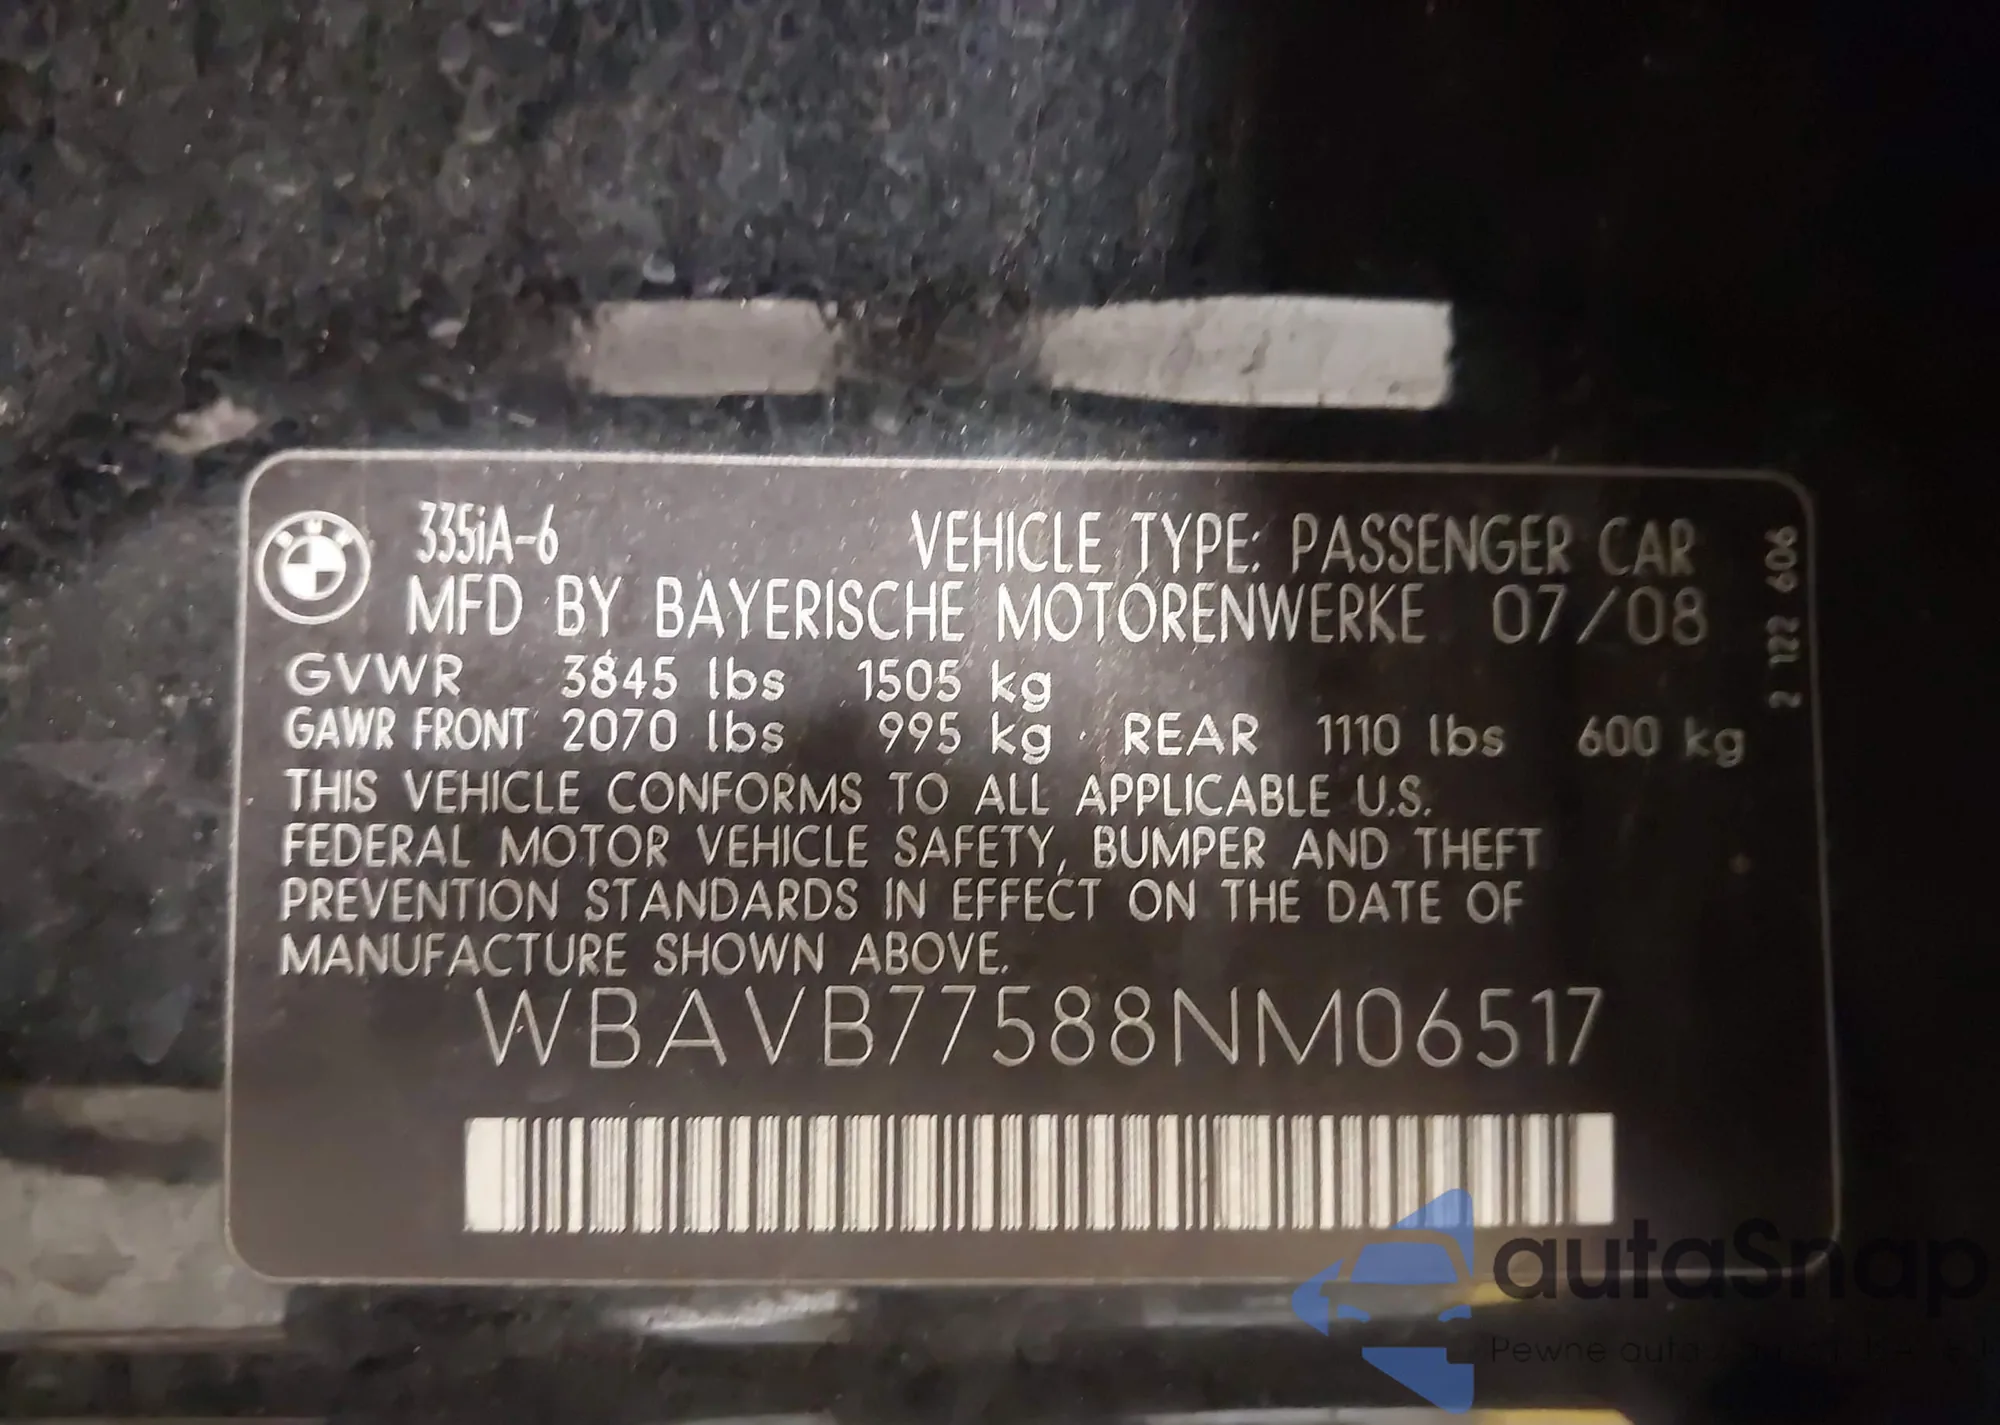 335iA-6 VEHICLE TYPE: PASSENGER CAR
MFD BY BAYERISCHE MOTORENWERKE 07/08
GVWR 3845 lbs 1505 kg
GAWR FRONT 2070 lbs 995 kg REAR 1110 lbs 600 kg
THIS VEHICLE CONFORMS TO ALL APPLICABLE U.S.
FEDERAL MOTOR VEHICLE SAFETY, BUMPER AND THEFT
PREVENTION STANDARDS IN EFFECT ON THE DATE OF
MANUFACTURE SHOWN ABOVE.
WBAVB77588NM06517
2 122 606
autaSnap
Pewne auta